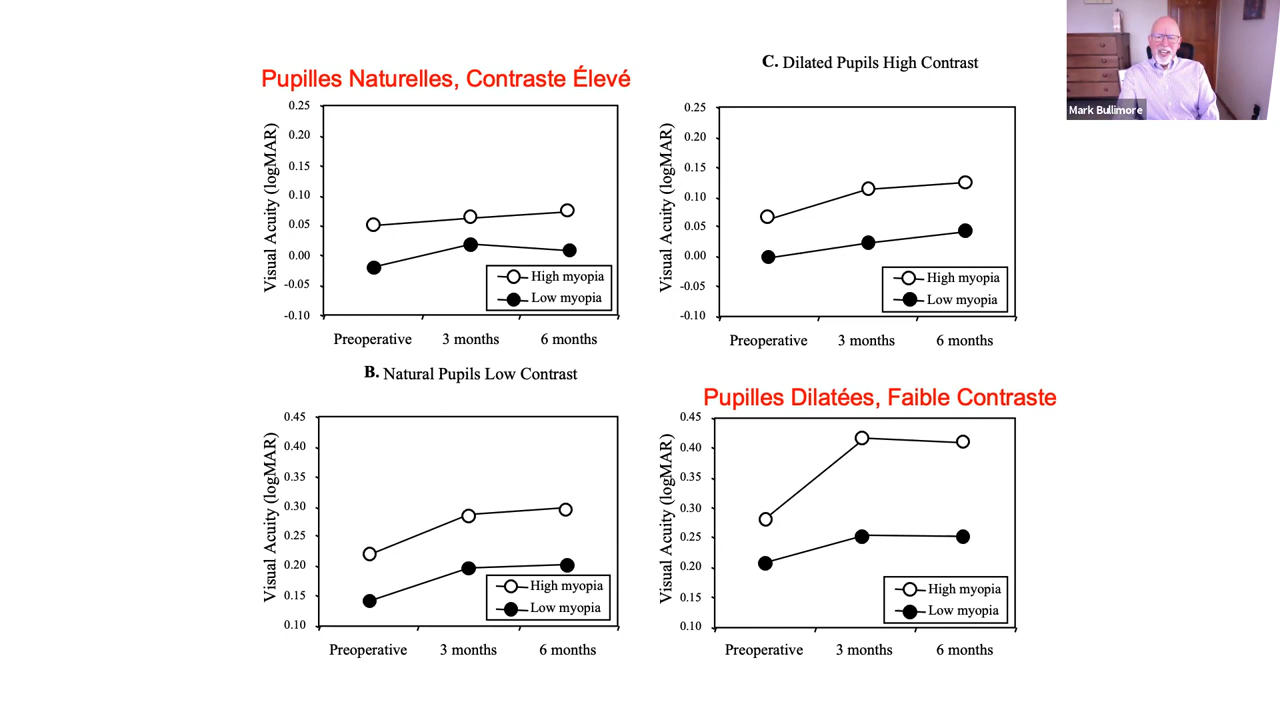 Mark Bullimore
Pupilles Naturelles, Contraste Élevé
Visual Acuity (logMAR)
0.25
0.20
0.15
0.10
0.05
0.00
-0.05
-0.10
High myopia
Low myopia
Preoperative 3 months 6 months
C. Dilated Pupils High Contrast
Visual Acuity (logMAR)
0.25
0.20
0.15
0.10
0.05
0.00
-0.05
-0.10
High myopia
Low myopia
Preoperative 3 months 6 months
B. Natural Pupils Low Contrast
Visual Acuity (logMAR)
0.45
0.40
0.35
0.30
0.25
0.20
0.15
0.10
High myopia
Low myopia
Preoperative 3 months 6 months
Pupilles Dilatées, Faible Contraste
Visual Acuity (logMAR)
0.45
0.40
0.35
0.30
0.25
0.20
0.15
0.10
High myopia
Low myopia
Preoperative 3 months 6 months